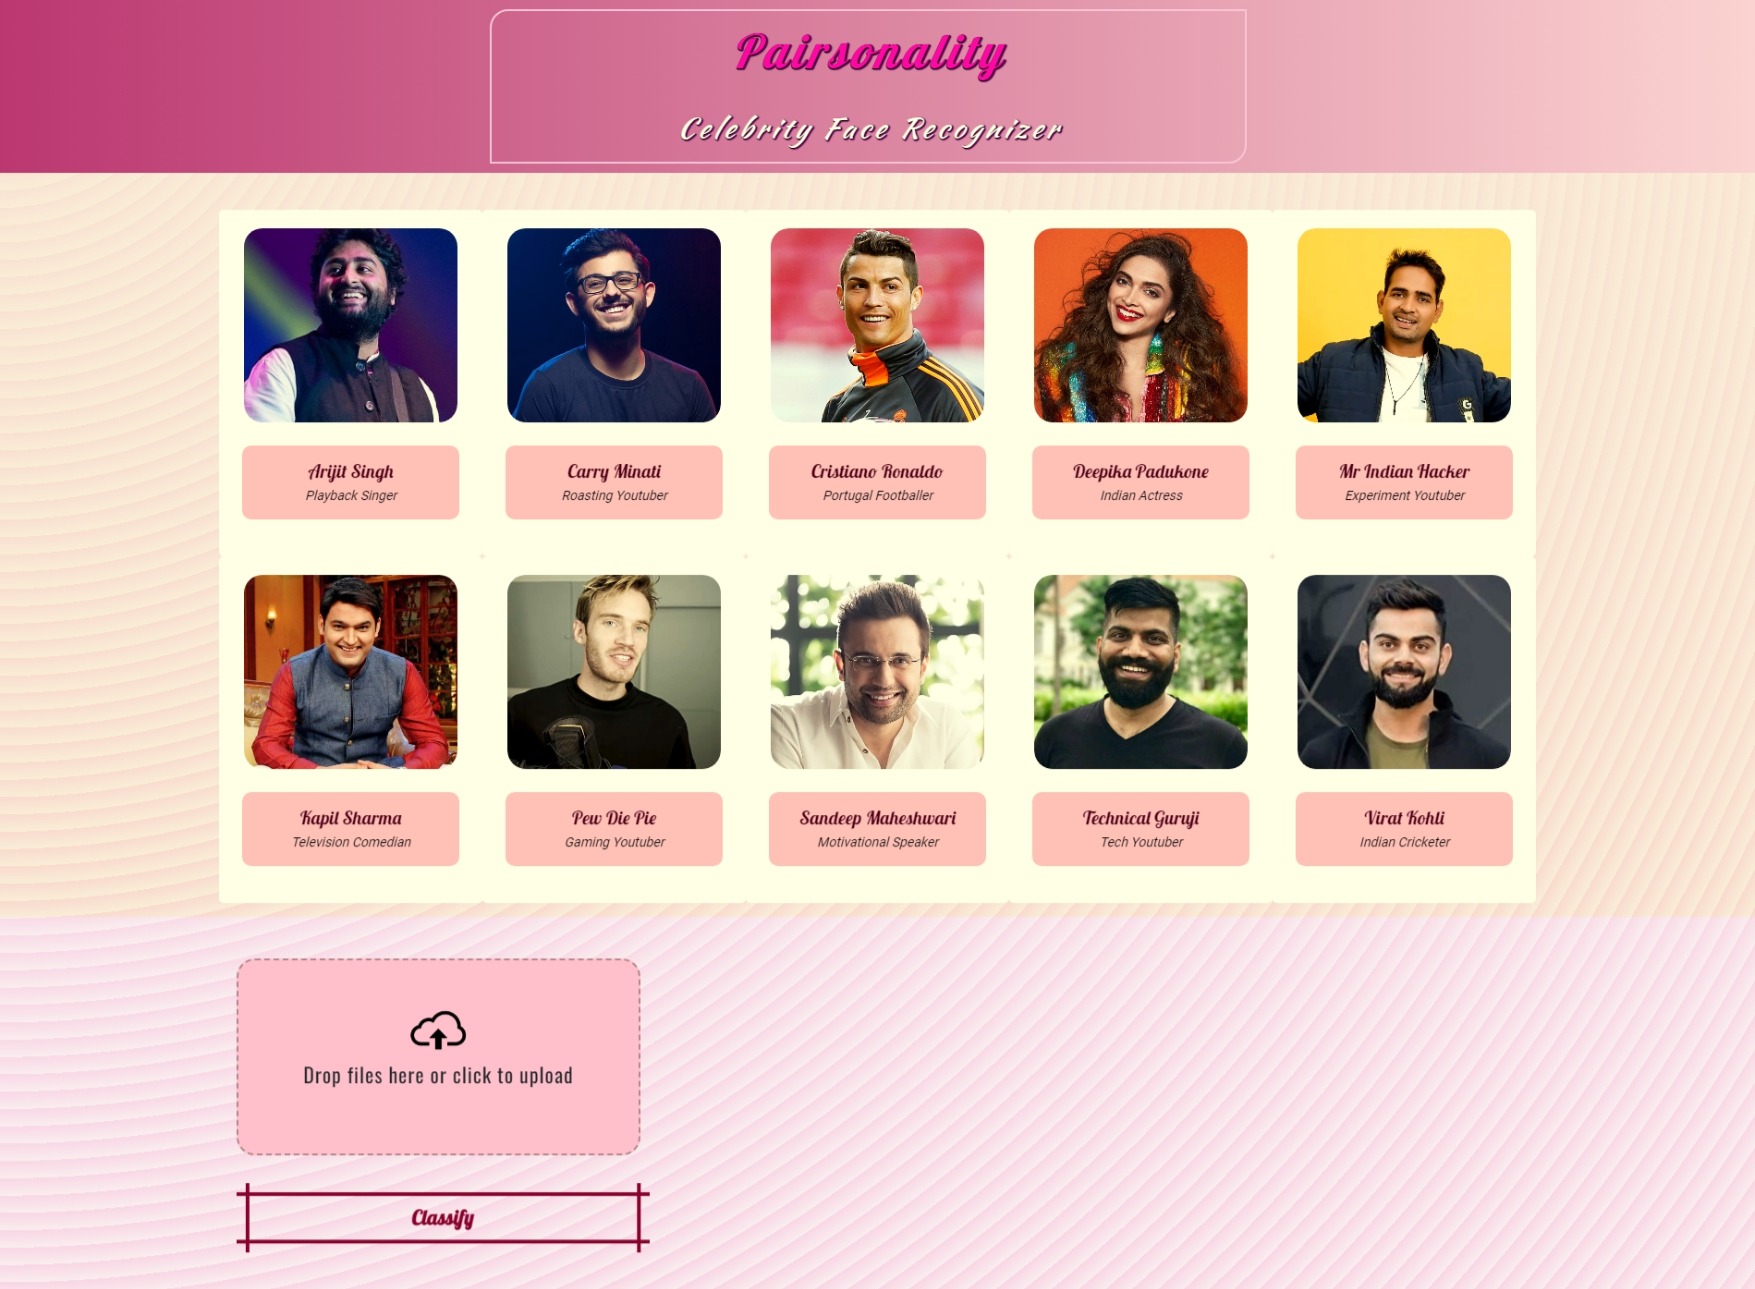 Pairsonality
Celebrity Face Recognizer
Arijit Singh
Playback Singer
Carry Minati
Roasting Youtuber
Cristiano Ronaldo
Portugal Footballer
Deepika Padukone
Indian Actress
Mr Indian Hacker
Experiment Youtuber
Kapil Sharma
Television Comedian
Pew Die Pie
Gaming Youtuber
Sandeep Maheshwari
Motivational Speaker
Technical Guruji
Tech Youtuber
Virat Kohli
Indian Cricketer
Drop files here or click to upload
Classify